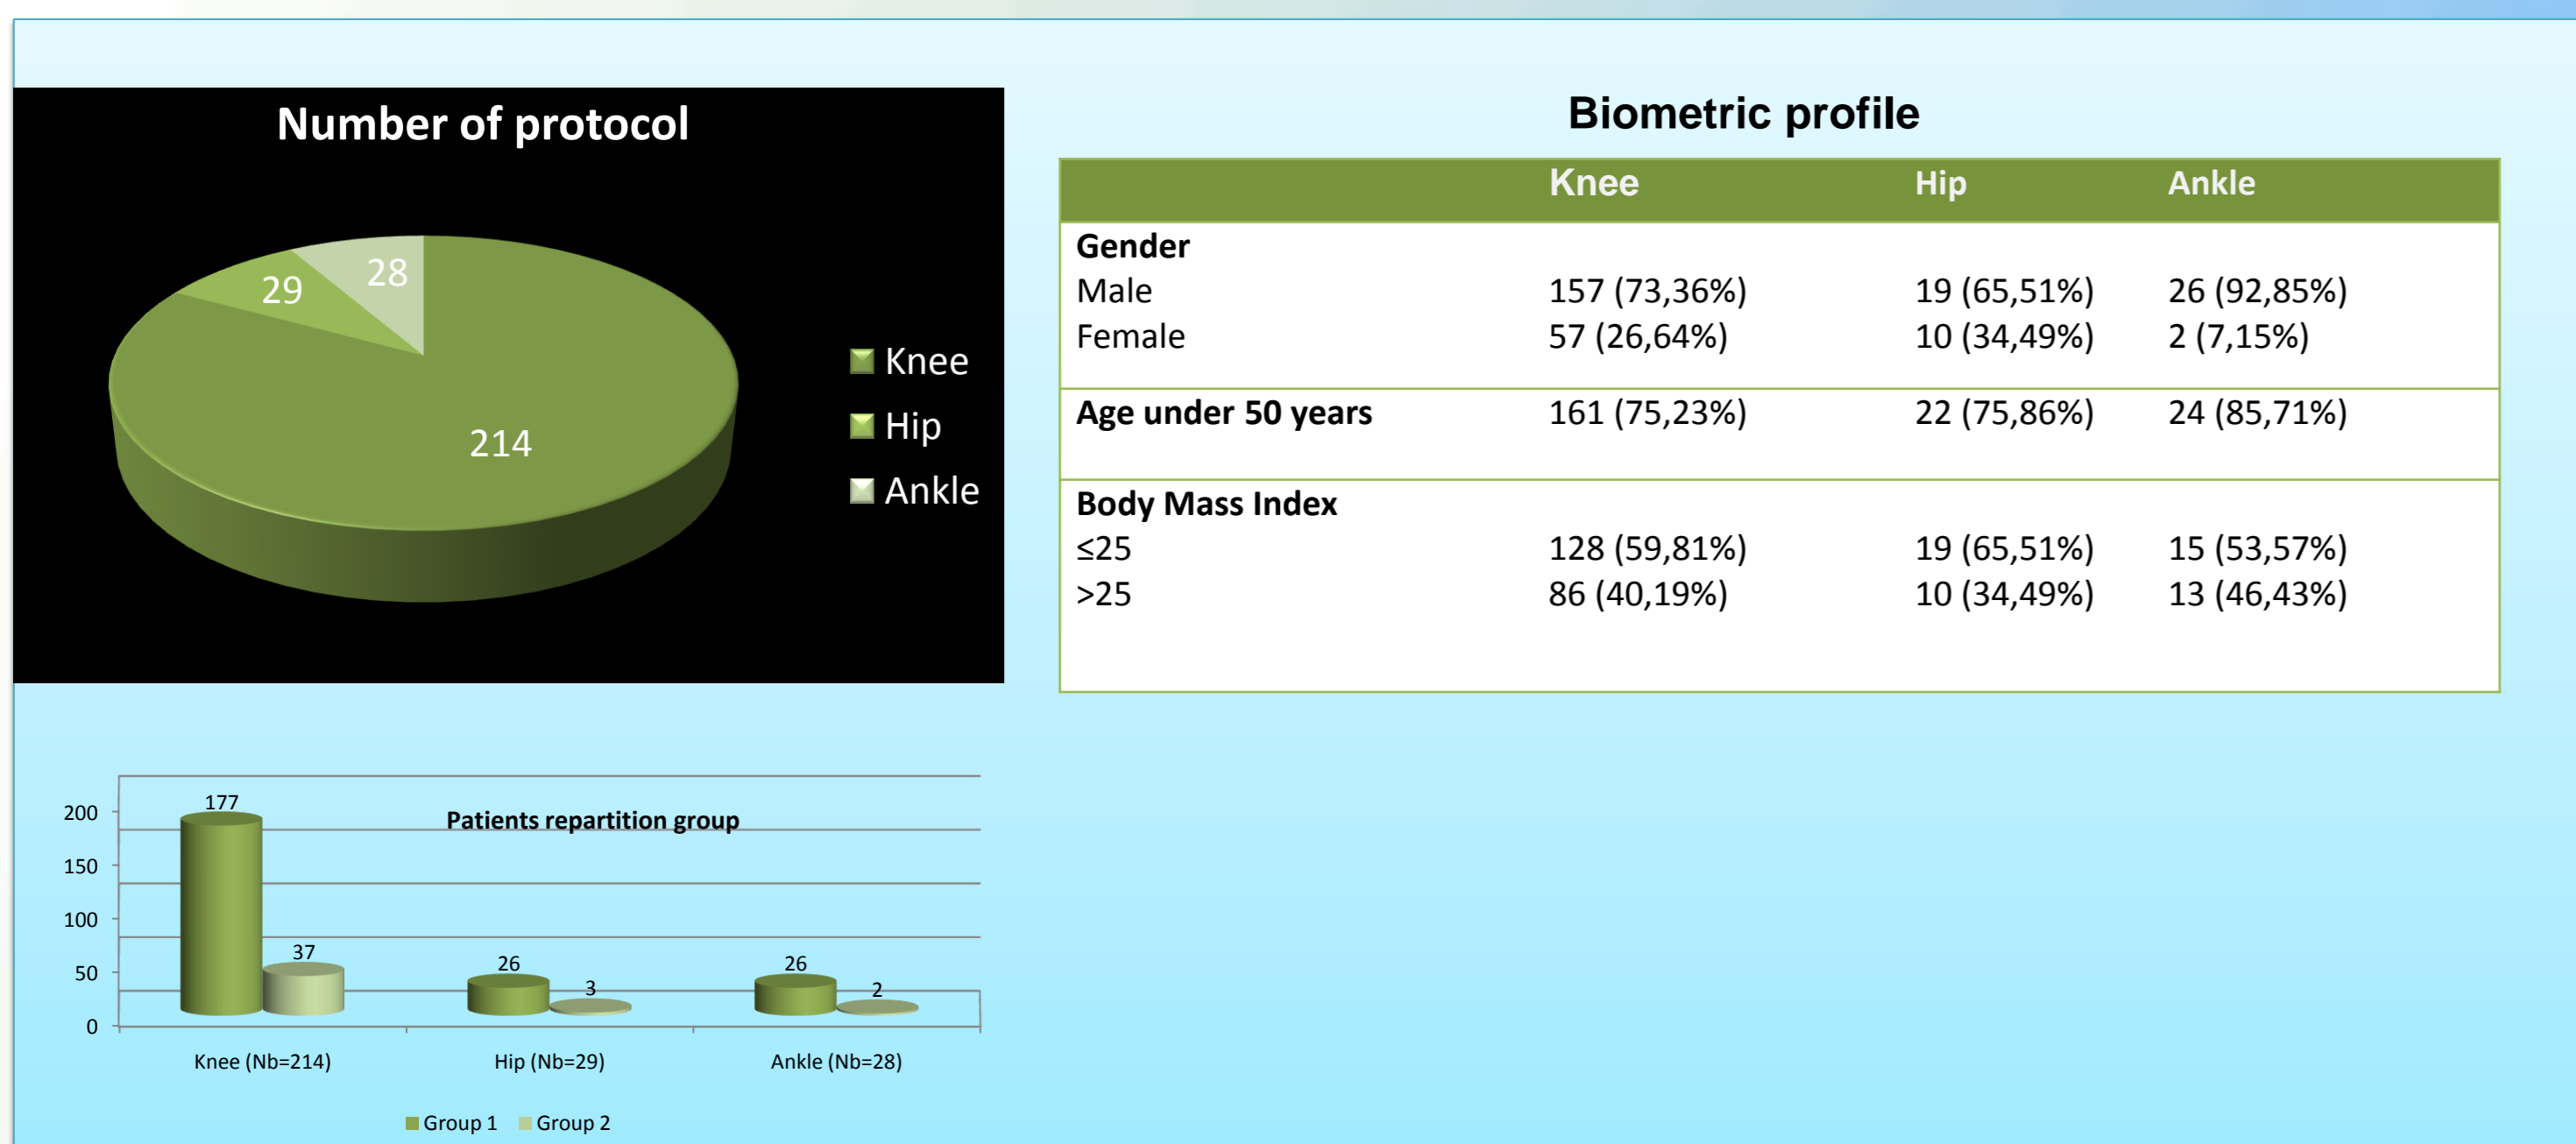 Number of protocol
29
28
214
Knee
Hip
Ankle
Biometric profile
Knee Hip Ankle
Gender
Male 157 (73,36%) 19 (65,51%) 26 (92,85%)
Female 57 (26,64%) 10 (34,49%) 2 (7,15%)
Age under 50 years 161 (75,23%) 22 (75,86%) 24 (85,71%)
Body Mass Index
≤25 128 (59,81%) 19 (65,51%) 15 (53,57%)
>25 86 (40,19%) 10 (34,49%) 13 (46,43%)
Patients repartition group
200
150
100
50
0
177
37
26
3
26
2
Knee (Nb=214) Hip (Nb=29) Ankle (Nb=28)
Group 1 Group 2